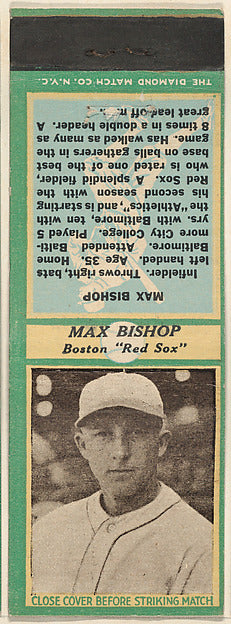 MAX BISHOP
Infielder. Throws right, bats
left handed. Age 35. Home
Baltimore. Attended Balti-
more City College. Played 5
yrs. with Baltimore, ten with
the "Athletics", and is starting
his second season with the
Red Sox. A splendid fielder,
who is rated one of the best
base on balls gatherers in the
game. Has walked as many as
8 times in a double header. A
great lead-off
THE DIAMOND MATCH CO. N.Y.C.
MAX BISHOP
Boston "Red Sox"
CLOSE COVER BEFORE STRIKING MATCH